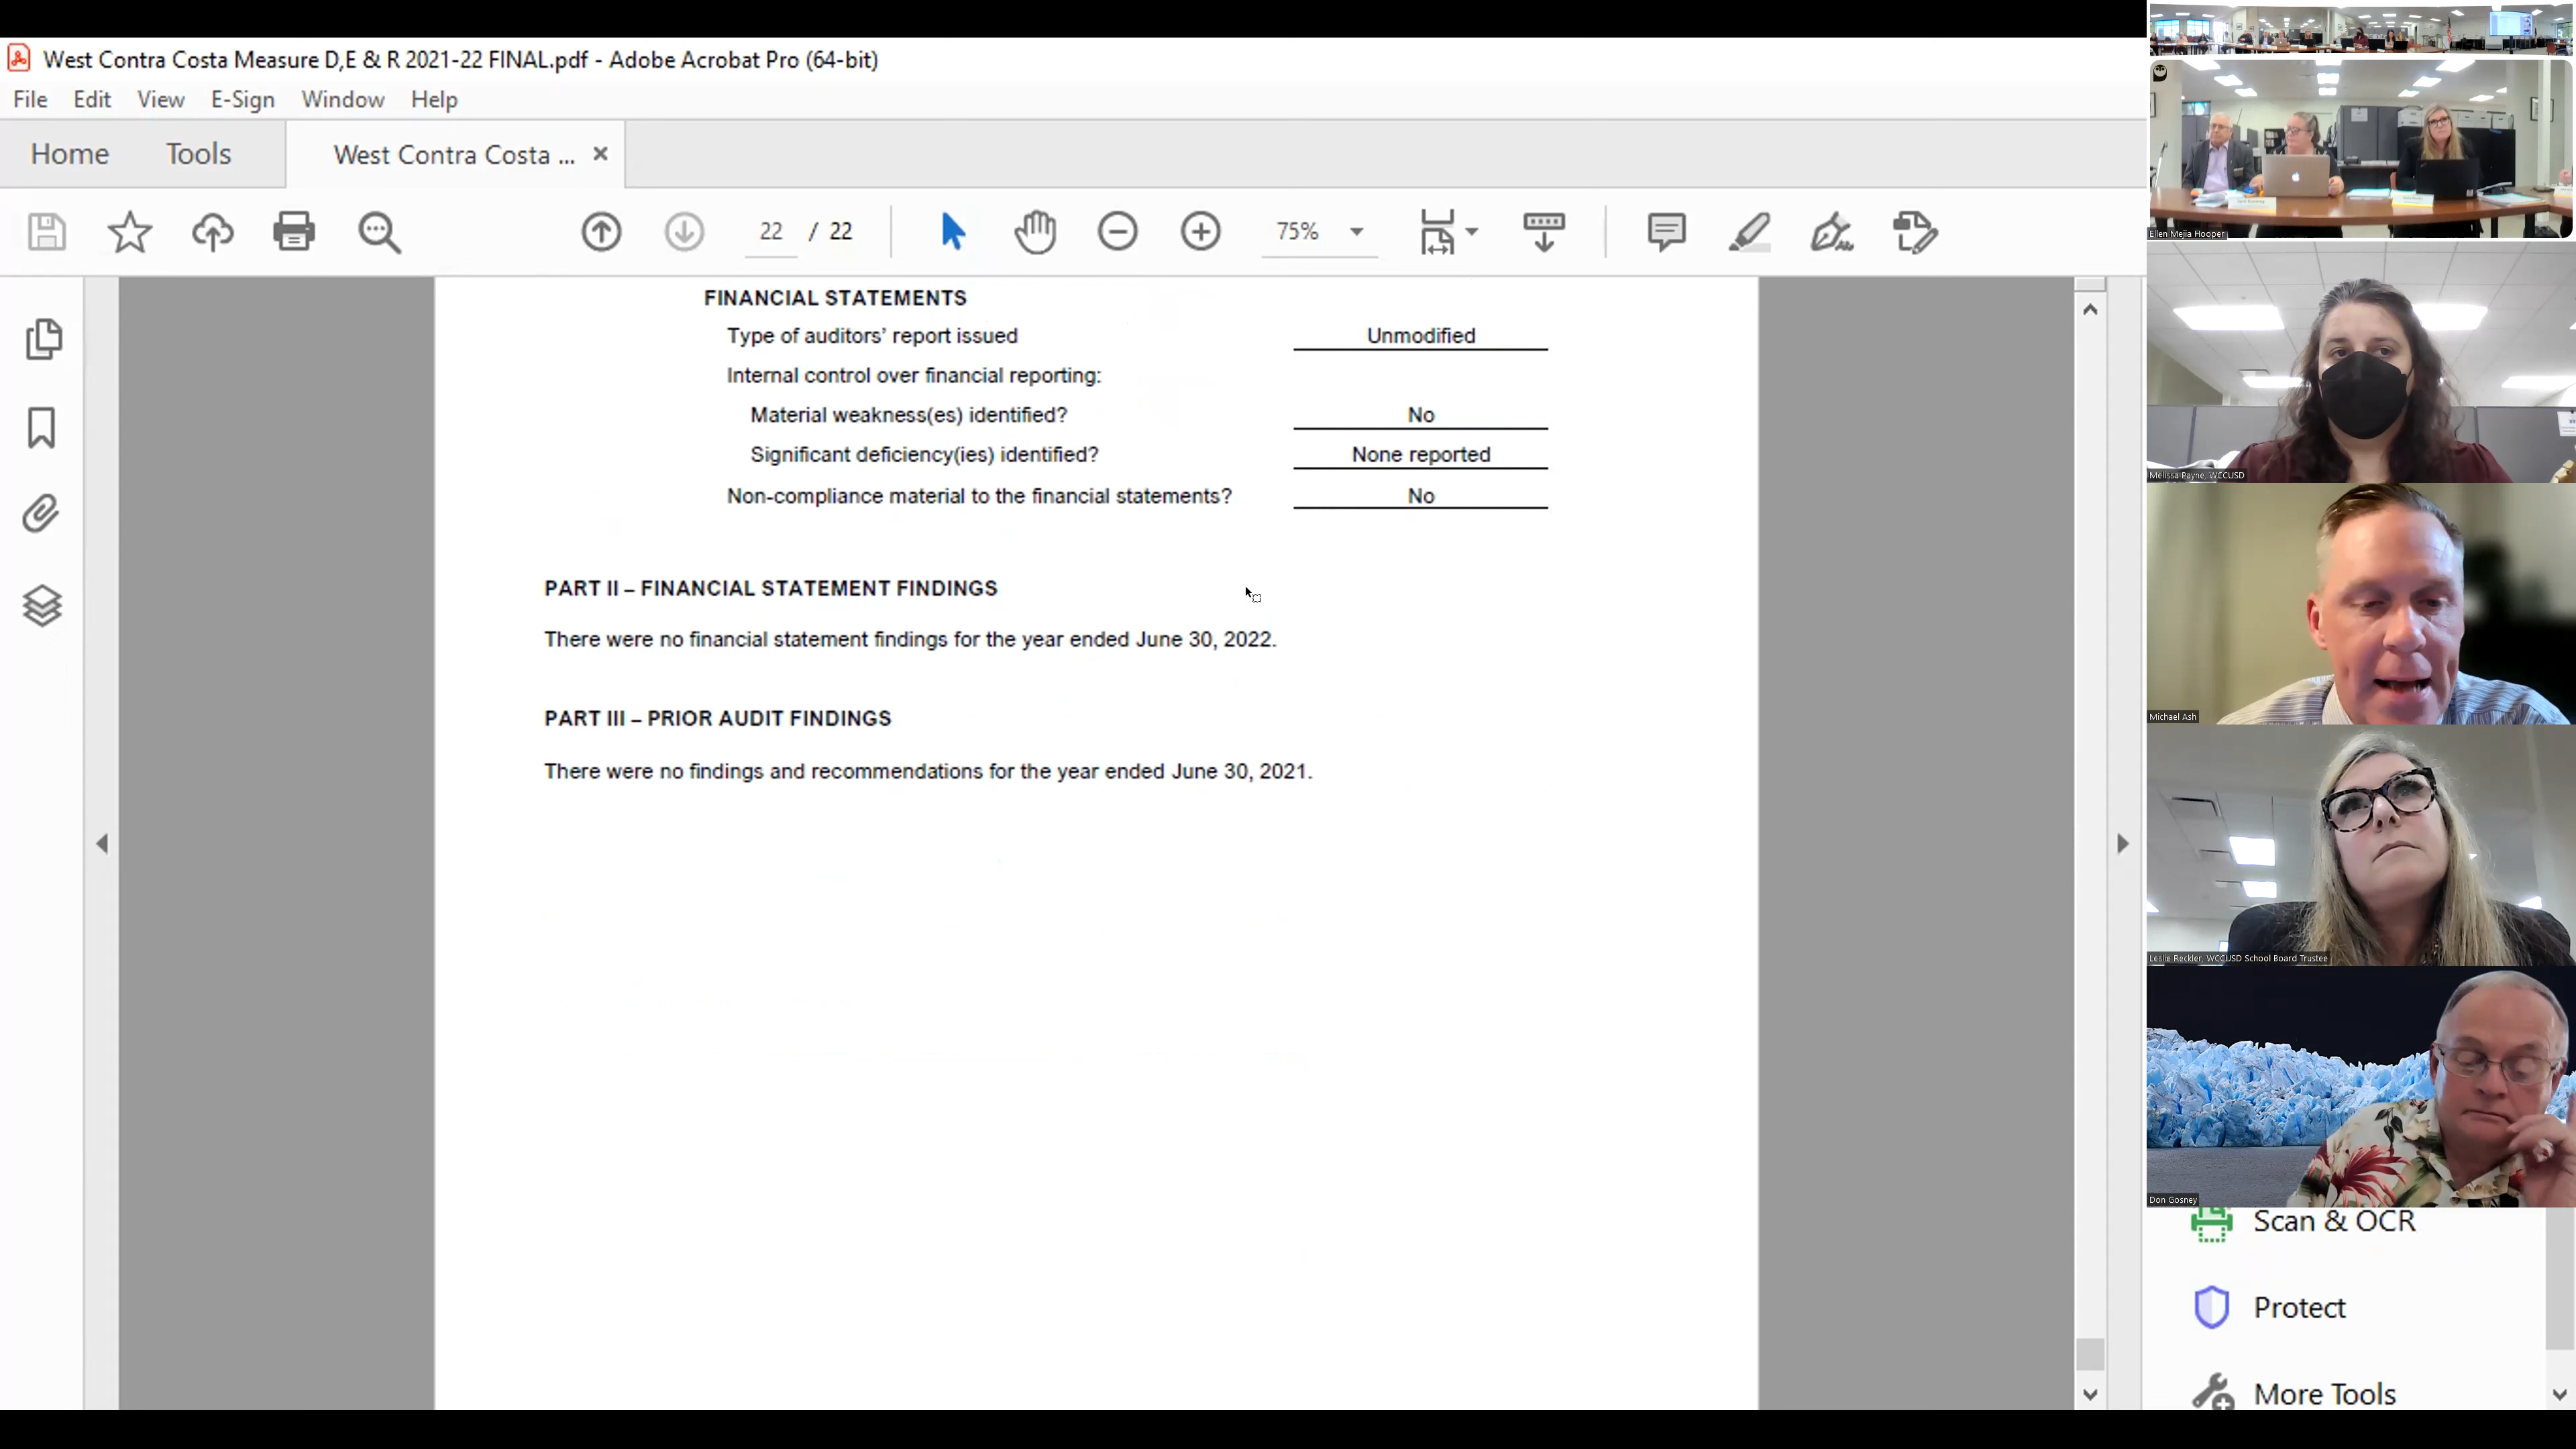 West Contra Costa Measure D,E & R 2021-22 FINAL.pdf - Adobe Acrobat Pro (64-bit)
File Edit View E-Sign Window Help
Home Tools West Contra Costa ...
22 / 22 75%
FINANCIAL STATEMENTS
Type of auditors' report issued Unmodified
Internal control over financial reporting:
Material weakness(es) identified? No
Significant deficiency(ies) identified? None reported
Non-compliance material to the financial statements? No
PART II – FINANCIAL STATEMENT FINDINGS
There were no financial statement findings for the year ended June 30, 2022.
PART III – PRIOR AUDIT FINDINGS
There were no findings and recommendations for the year ended June 30, 2021.
Ellen Mejia Hooper
Melissa Payne, WCCUSD
Michael Ash
Leslie Reckler, WCCUSD School Board Trustee
Don Gosney
Scan & OCR
Protect
More Tools